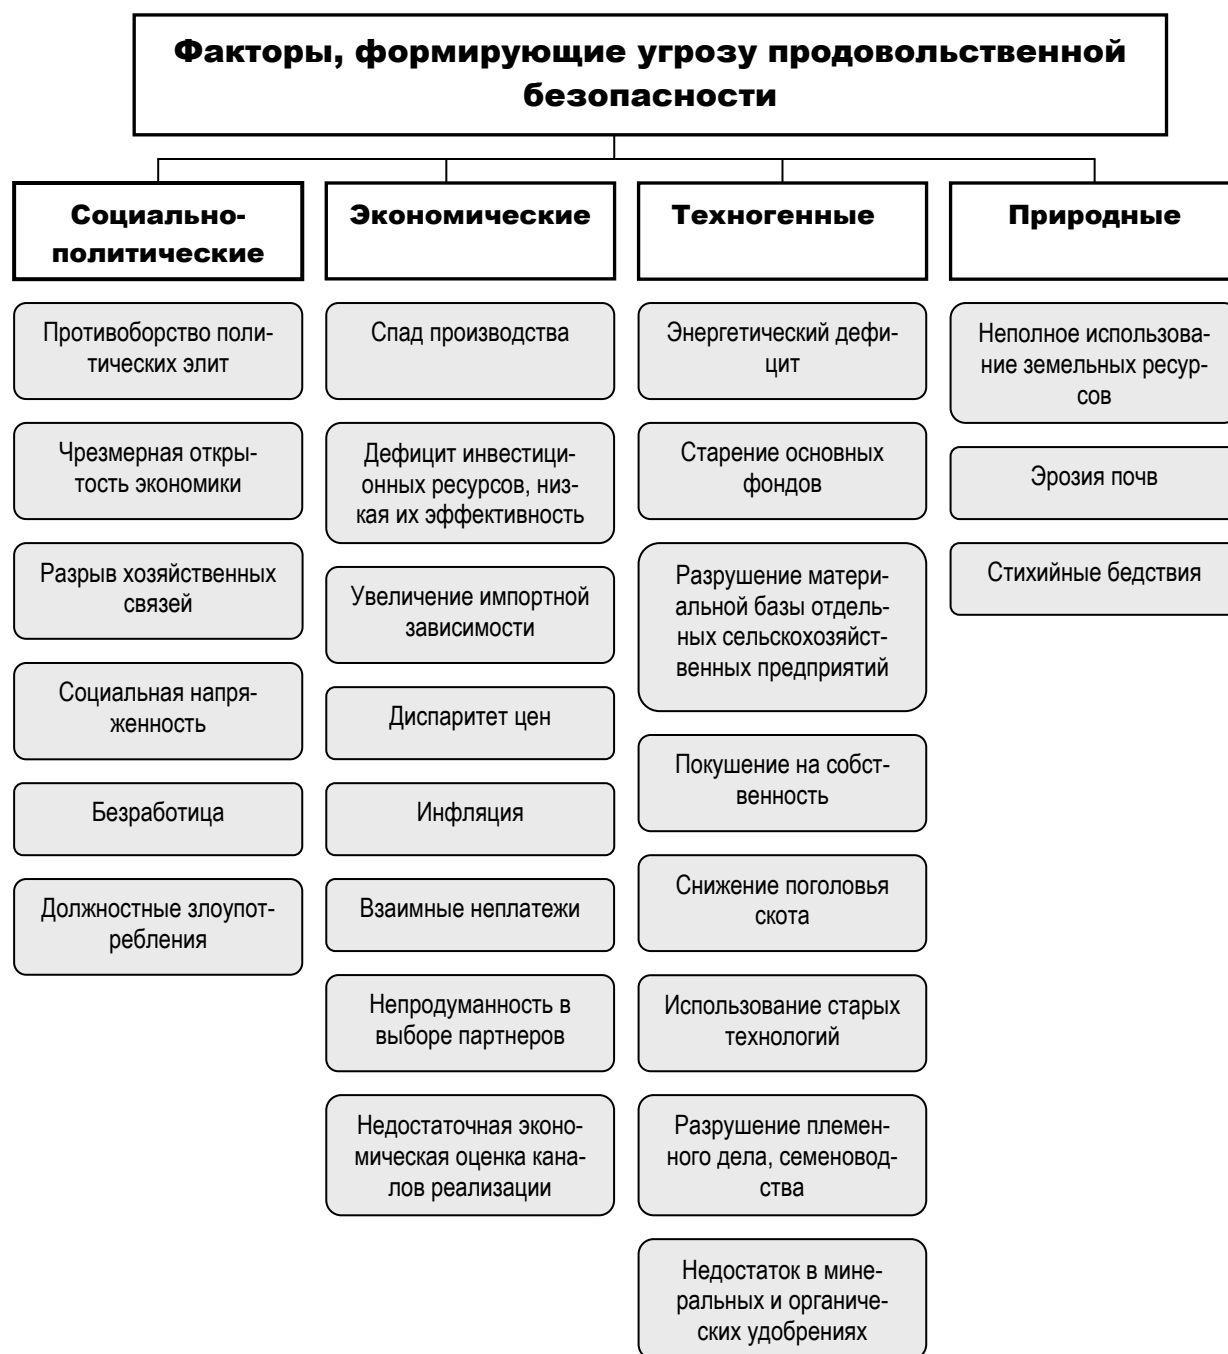 Факторы, формирующие угрозу продовольственной
безопасности
Социально-
политические
Противоборство поли-
тических элит
Чрезмерная откры-
тость экономики
Разрыв хозяйственных
связей
Социальная напря-
женность
Безработица
Должностные злоупот-
ребления
Экономические
Спад производства
Дефицит инвестици-
онных ресурсов, низ-
кая их эффективность
Увеличение импортной
зависимости
Диспаритет цен
Инфляция
Взаимные неплатежи
Непродуманность в
выборе партнеров
Недостаточная эконо-
мическая оценка кана-
лов реализации
Техногенные
Энергетический дефи-
цит
Старение основных
фондов
Разрушение матери-
альной базы отдель-
ных сельскохозяйст-
венных предприятий
Покушение на собст-
венность
Снижение поголовья
скота
Использование старых
технологий
Разрушение племен-
ного дела, семеновод-
ства
Недостаток в мине-
ральных и органиче-
ских удобрениях
Природные
Неполное использова-
ние земельных ресур-
сов
Эрозия почв
Стихийные бедствия